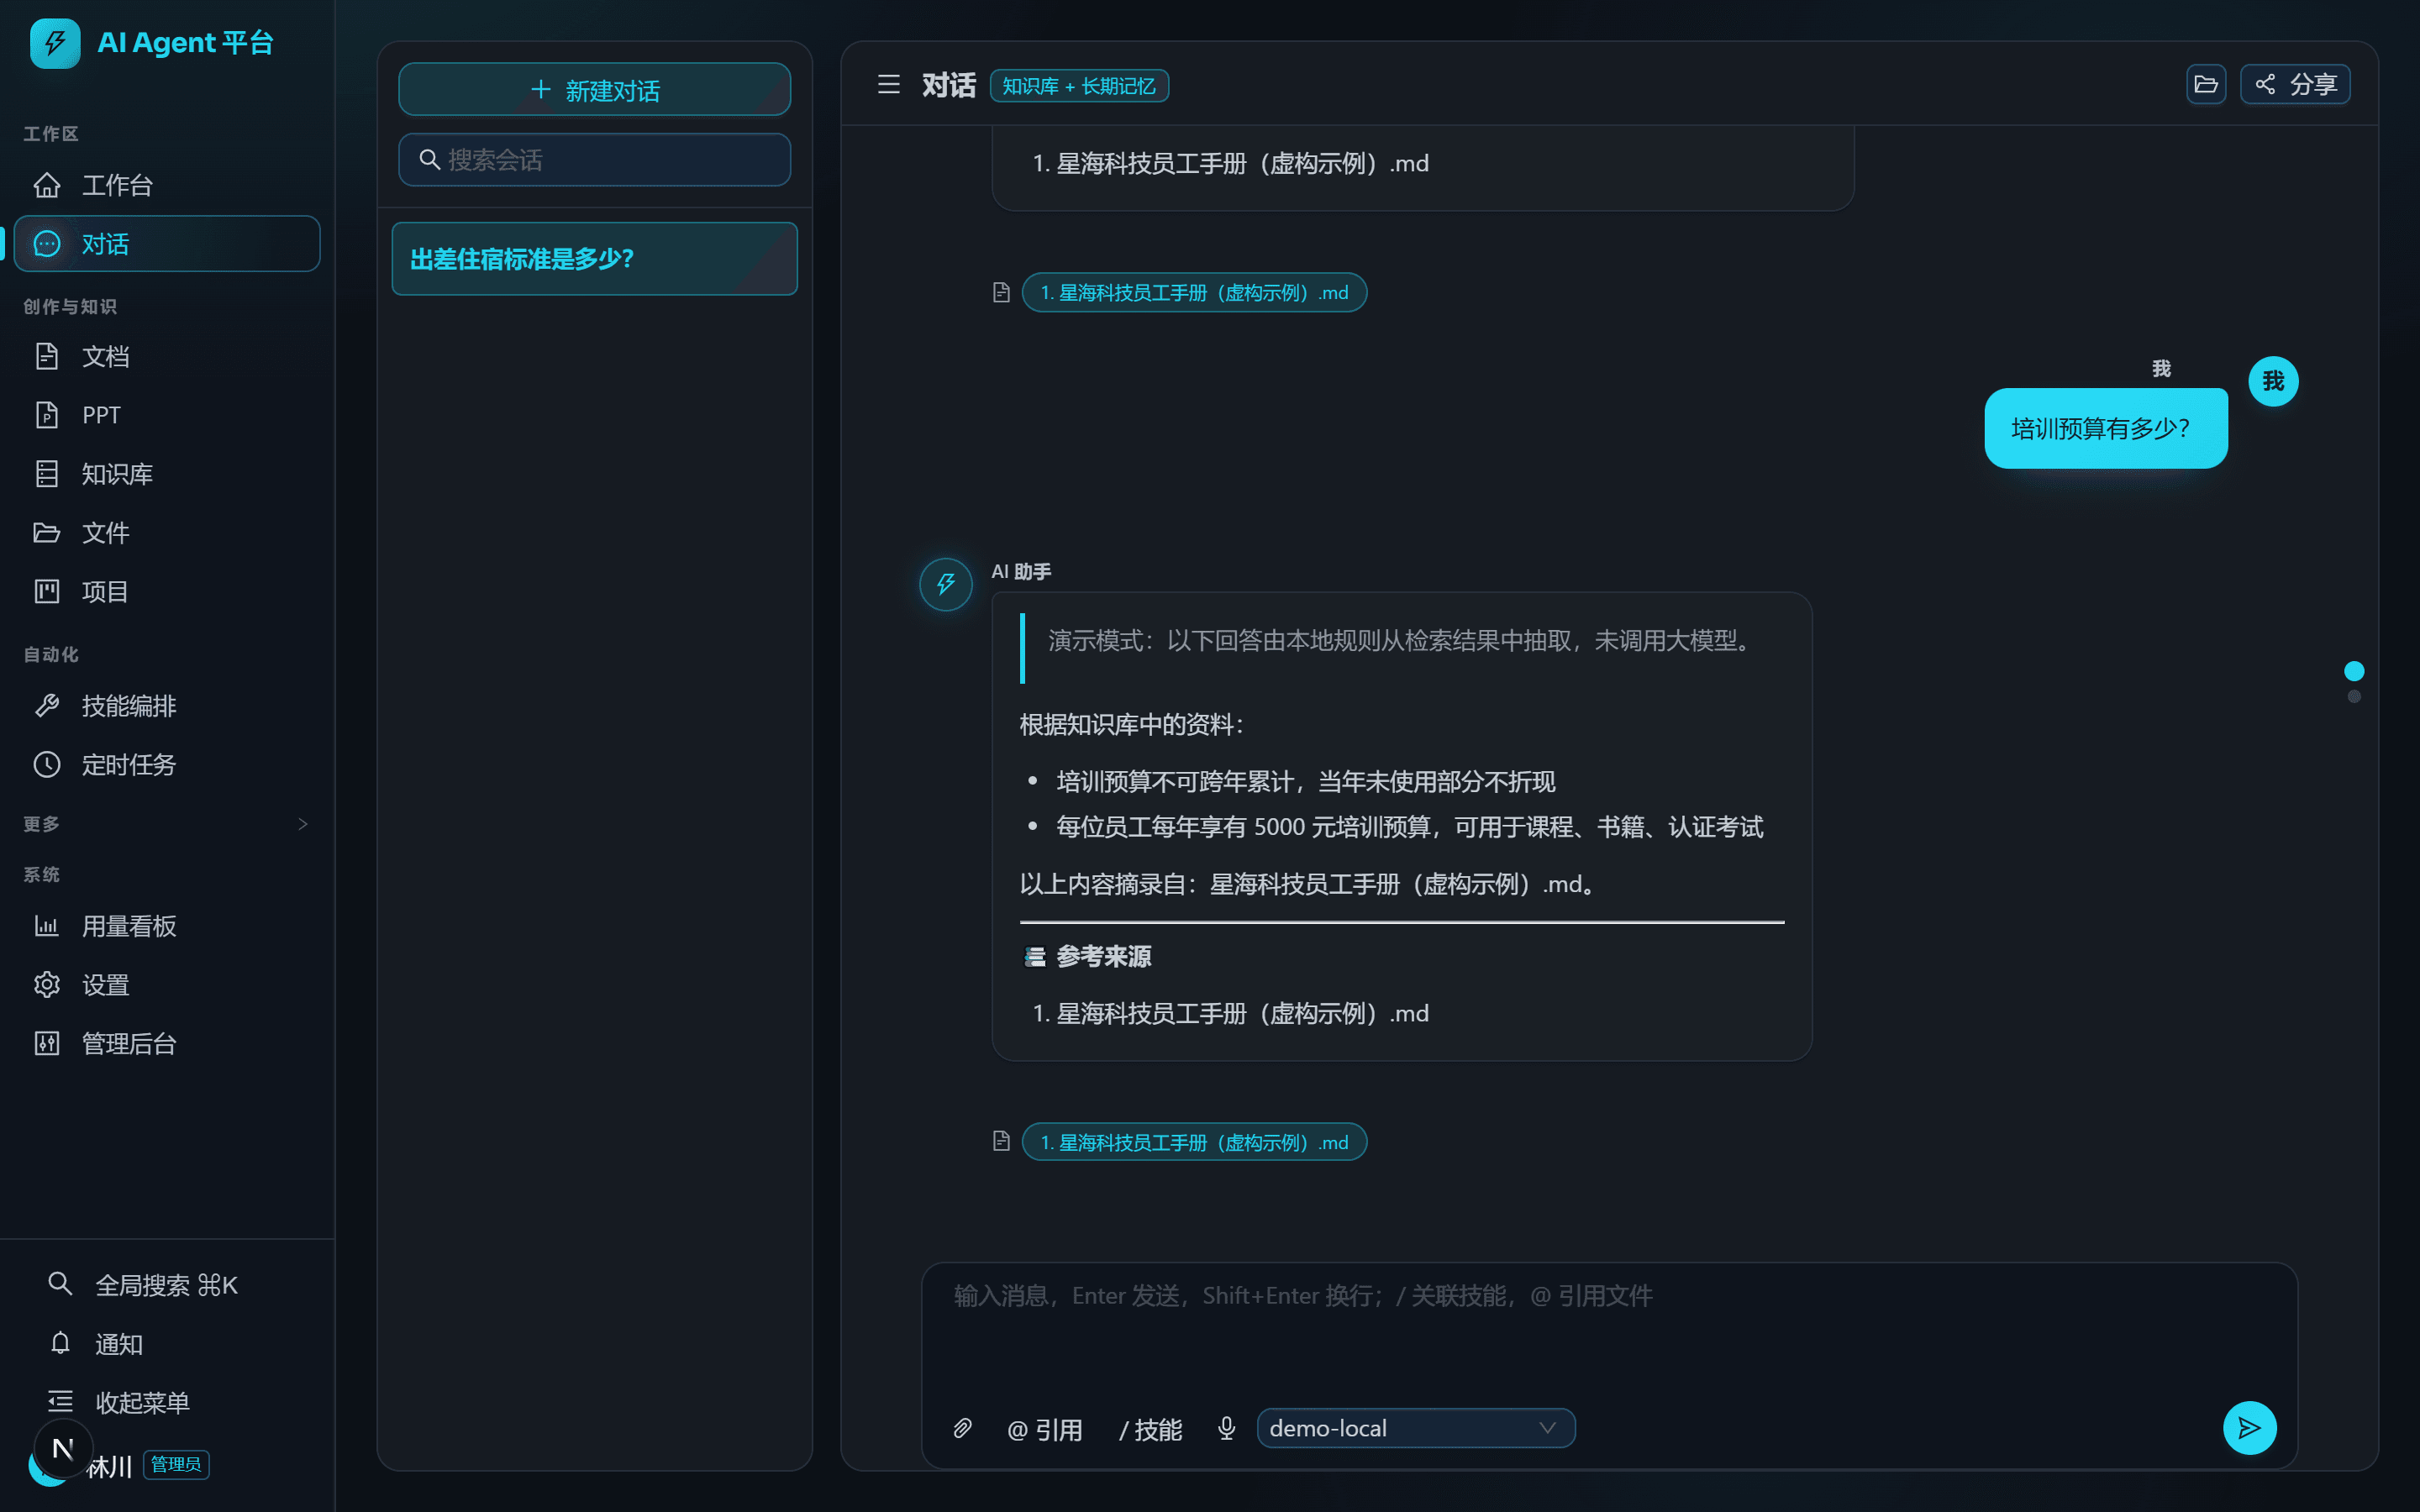 AI Agent 平台
工作区
工作台
对话
创作与知识
文档
PPT
知识库
文件
项目
自动化
技能编排
定时任务
更多
系统
用量看板
设置
管理后台
全局搜索 ⌘K
通知
收起菜单
N
林川 管理员
+ 新建对话
搜索会话
出差住宿标准是多少？
对话 知识库 + 长期记忆
分享
1. 星海科技员工手册（虚构示例）.md
1. 星海科技员工手册（虚构示例）.md
我
我
培训预算有多少？
AI 助手
演示模式：以下回答由本地规则从检索结果中抽取，未调用大模型。
根据知识库中的资料：
• 培训预算不可跨年累计，当年未使用部分不折现
• 每位员工每年享有 5000 元培训预算，可用于课程、书籍、认证考试
以上内容摘录自：星海科技员工手册（虚构示例）.md。
参考来源
1. 星海科技员工手册（虚构示例）.md
1. 星海科技员工手册（虚构示例）.md
输入消息，Enter 发送，Shift+Enter 换行；/ 关联技能，@ 引用文件
@ 引用 / 技能 demo-local